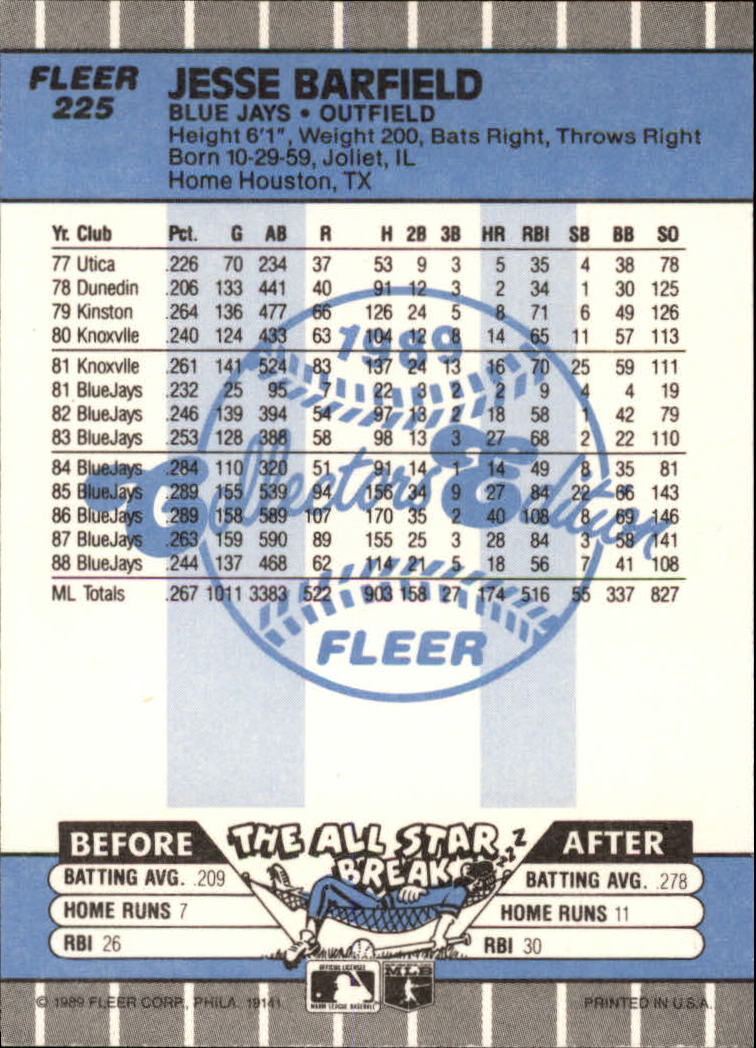 FLEER
225
JESSE BARFIELD
BLUE JAYS • OUTFIELD
Height 6'1", Weight 200, Bats Right, Throws Right
Born 10-29-59, Joliet, IL
Home Houston, TX
Yr. Club Pct. G AB R H 2B 3B HR RBI SB BB SO
77 Utica .226 70 234 37 53 9 3 5 35 4 38 78
78 Dunedin .206 133 441 40 91 12 3 2 34 1 30 125
79 Kinston .264 136 477 66 126 24 5 8 71 6 49 126
80 Knoxvlle .240 124 433 63 104 12 8 14 65 11 57 113
81 Knoxvlle .261 141 524 83 137 24 13 16 70 25 59 111
81 BlueJays .232 25 95 7 22 3 2 2 9 4 4 19
82 BlueJays .246 139 394 54 97 13 2 18 58 1 42 79
83 BlueJays .253 128 388 58 98 13 3 27 68 2 22 110
84 BlueJays .284 110 320 51 91 14 1 14 49 8 35 81
85 BlueJays .289 155 539 94 156 34 9 27 84 22 66 143
86 BlueJays .289 158 589 107 170 35 2 40 108 8 69 146
87 BlueJays .263 159 590 89 155 25 3 28 84 3 58 141
88 BlueJays .244 137 468 62 114 21 5 18 56 7 41 108
ML Totals .267 1011 3383 522 903 158 27 174 516 55 337 827
1989
Collectors Edition
FLEER
BEFORE THE ALL STAR BREAK AFTER
zzZ
BATTING AVG. .209 BATTING AVG. .278
HOME RUNS 7 HOME RUNS 11
RBI 26 RBI 30
OFFICIAL LICENSEE
MAJOR LEAGUE BASEBALL
MLB
© 1989 FLEER CORP., PHILA. 19141 PRINTED IN U.S.A.